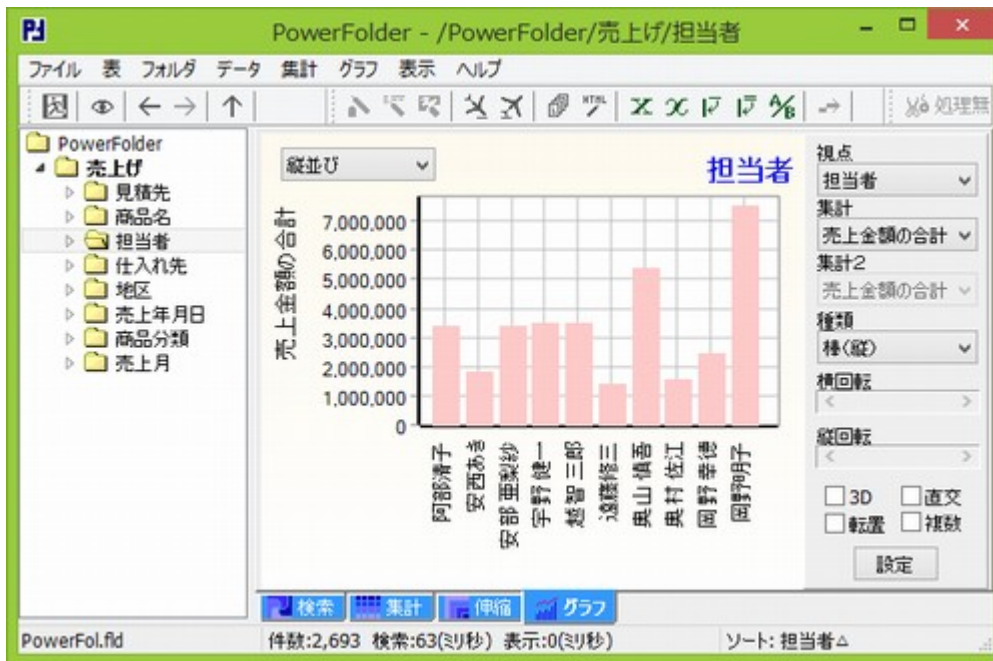 PowerFolder - /PowerFolder/売上げ/担当者
ファイル 表 フォルダ データ 集計 グラフ 表示 ヘルプ
HTML A/B 処理無
PowerFolder
売上げ
見積先
商品名
担当者
仕入れ先
地区
売上年月日
商品分類
売上月
縦並び
担当者
売上金額の合計
7,000,000
6,000,000
5,000,000
4,000,000
3,000,000
2,000,000
1,000,000
0
阿部清子
安西あき
安部亜梨紗
宇野健一
越智三郎
遠藤修三
奥山慎吾
奥村佐江
岡野幸徳
岡野明子
視点
担当者
集計
売上金額の合計
集計2
売上金額の合計
種類
棒(縦)
横回転
縦回転
3D 直交
転置 複数
設定
検索 集計 伸縮 グラフ
PowerFol.fld 件数:2,693 検索:63(ミリ秒) 表示:0(ミリ秒) ソート: 担当者△